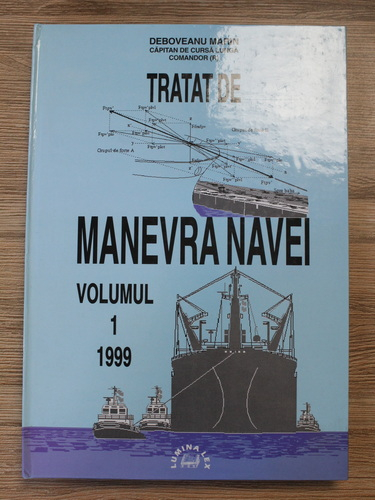 DEBOVEANU MARIN
CĂPITAN DE CURSĂ LUNGĂ
COMANDOR (R)
TRATAT DE
MANEVRA NAVEI
VOLUMUL
1
1999
LUMINA LEX